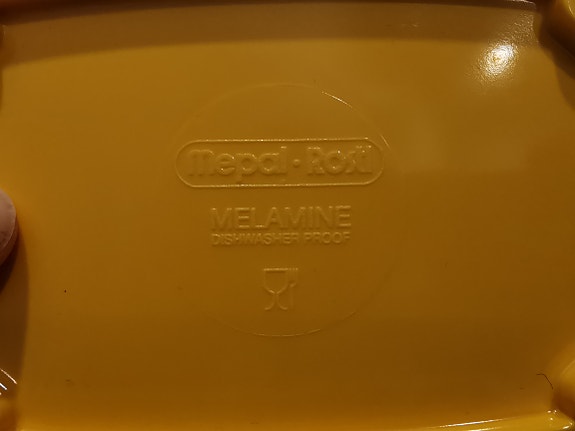 mepal·Rosti
MELAMINE
DISHWASHER PROOF